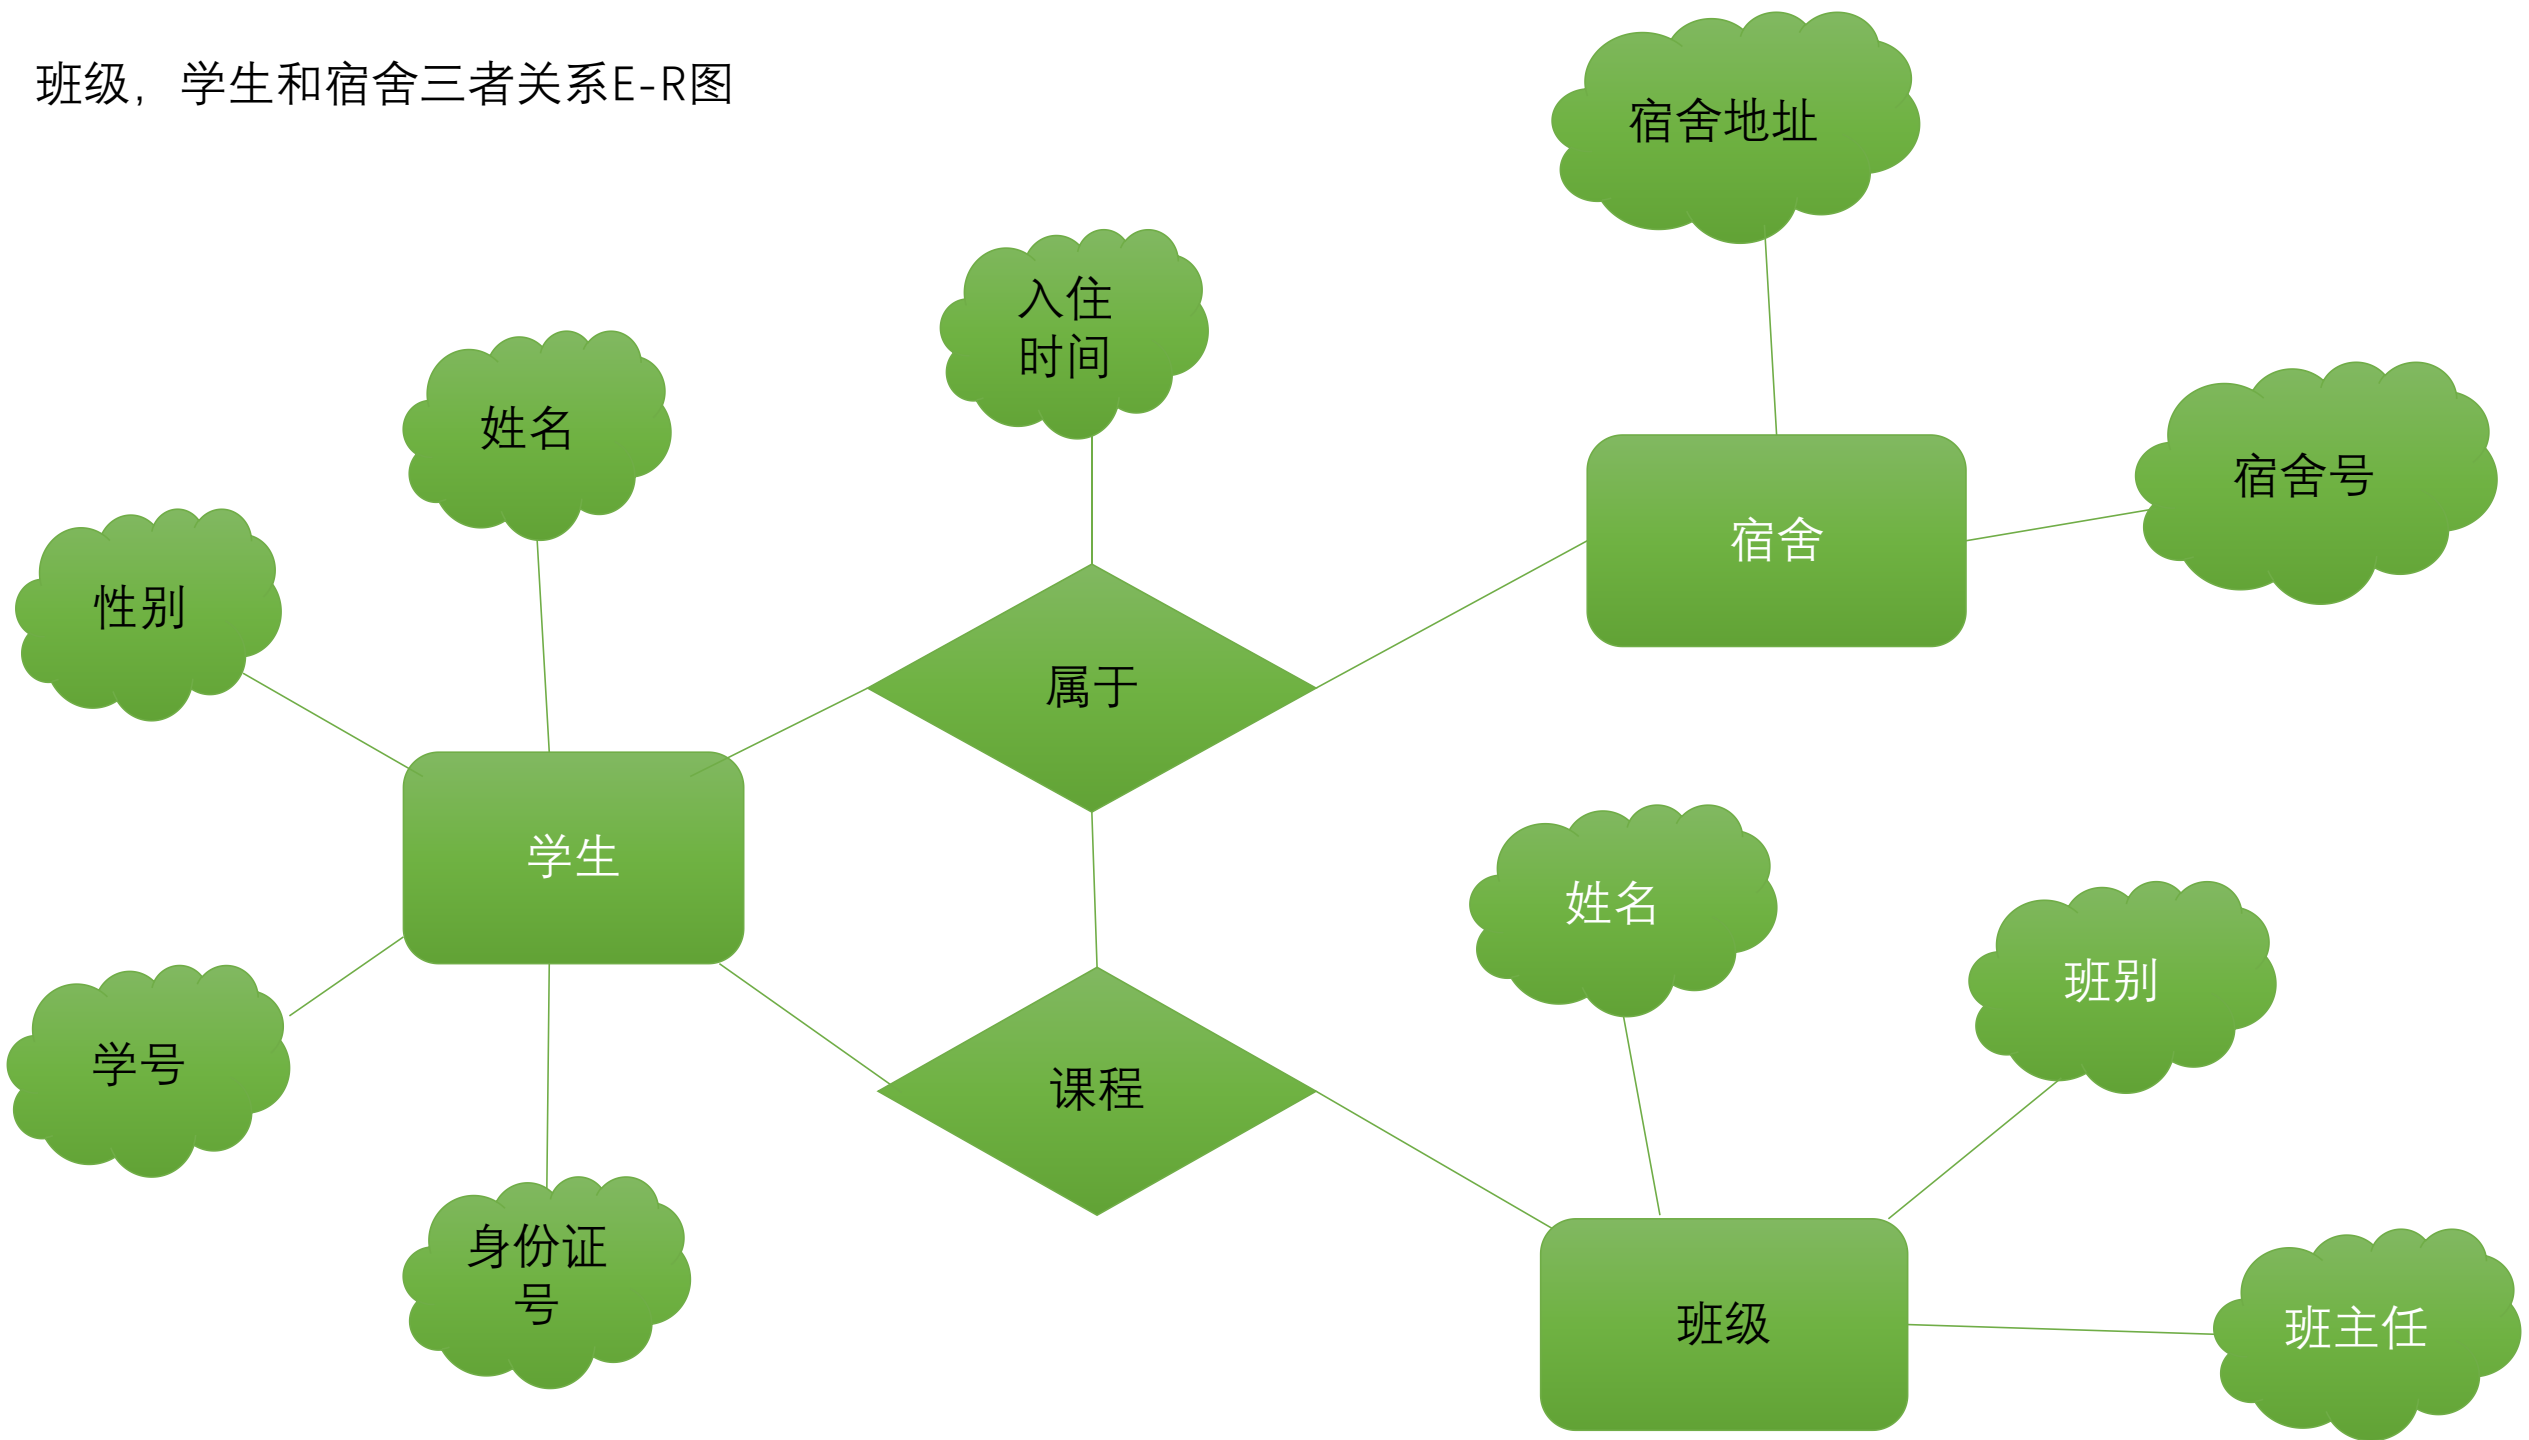 班级，学生和宿舍三者关系E-R图
宿舍地址
入住
时间
姓名
宿舍号
宿舍
性别
属于
学生
姓名
班别
学号
课程
身份证
号
班级
班主任